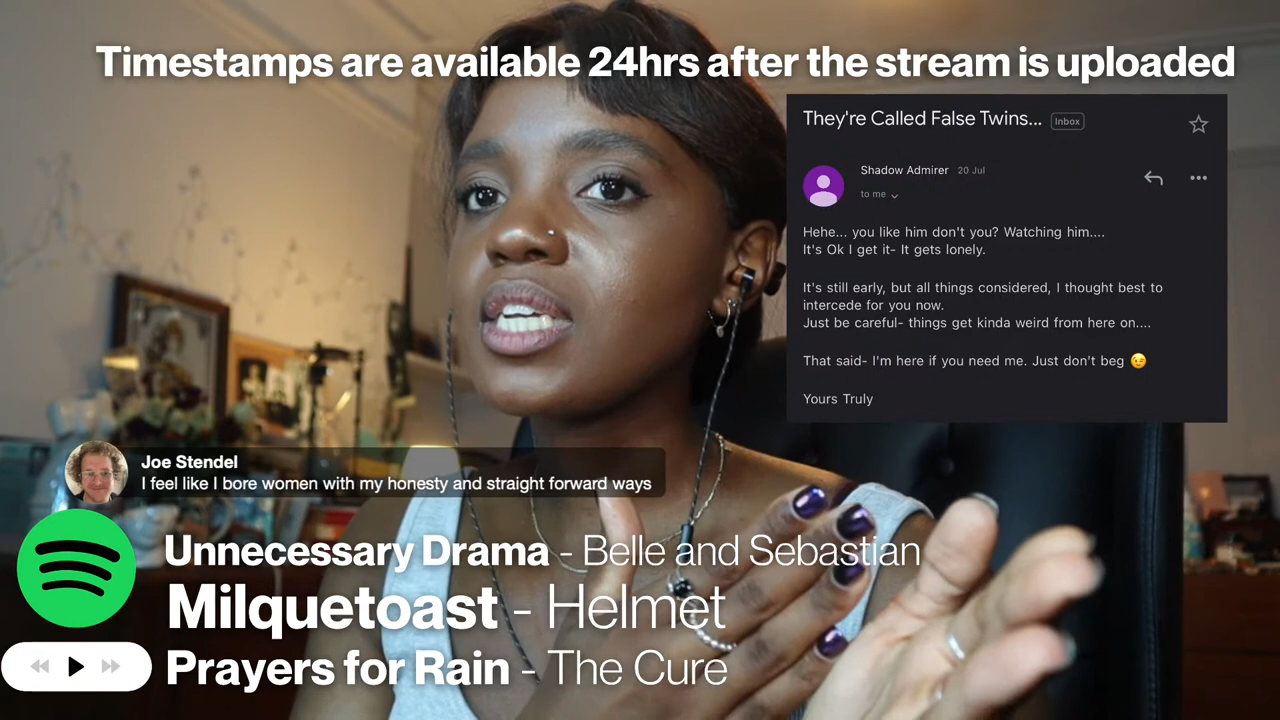 Timestamps are available 24hrs after the stream is uploaded
They're Called False Twins... Inbox
Shadow Admirer 20 Jul
to me
Hehe... you like him don't you? Watching him....
It's Ok I get it- It gets lonely.
It's still early, but all things considered, I thought best to
intercede for you now.
Just be careful- things get kinda weird from here on....
That said- I'm here if you need me. Just don't beg 😉
Yours Truly
Joe Stendel
I feel like I bore women with my honesty and straight forward ways
Unnecessary Drama - Belle and Sebastian
Milquetoast - Helmet
Prayers for Rain - The Cure